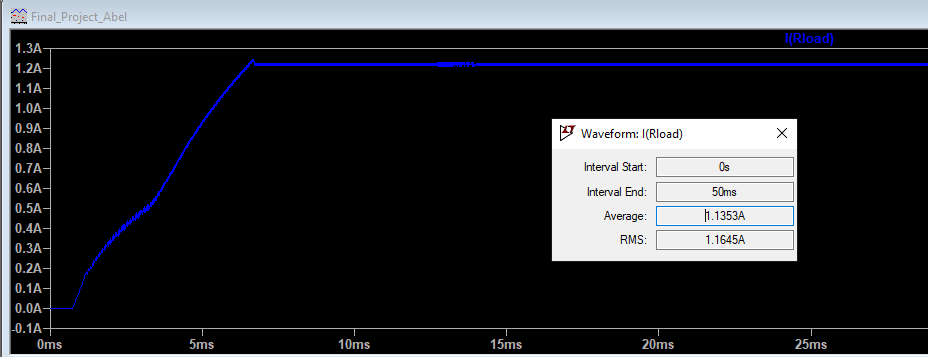 Final_Project_Abel
I(Rload)
1.3A
1.2A
1.1A
1.0A
0.9A
0.8A
0.7A
0.6A
0.5A
0.4A
0.3A
0.2A
0.1A
0.0A
-0.1A
Waveform: I(Rload)
Interval Start: 0s
Interval End: 50ms
Average: 1.1353A
RMS: 1.1645A
0ms 5ms 10ms 15ms 20ms 25ms